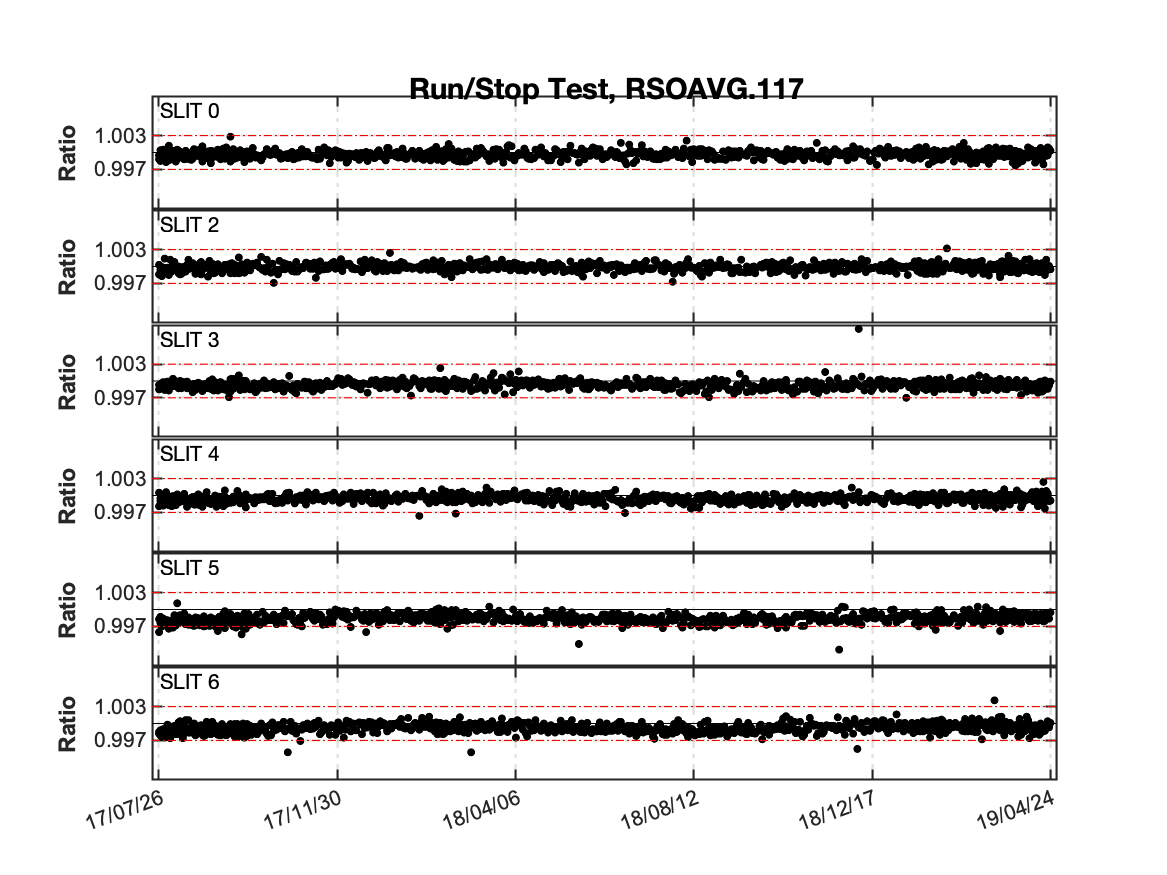 Run/Stop Test, RSOAVG.117
SLIT 0
Ratio
1.003
0.997
SLIT 2
Ratio
1.003
0.997
SLIT 3
Ratio
1.003
0.997
SLIT 4
Ratio
1.003
0.997
SLIT 5
Ratio
1.003
0.997
SLIT 6
Ratio
1.003
0.997
17/07/26 17/11/30 18/04/06 18/08/12 18/12/17 19/04/24